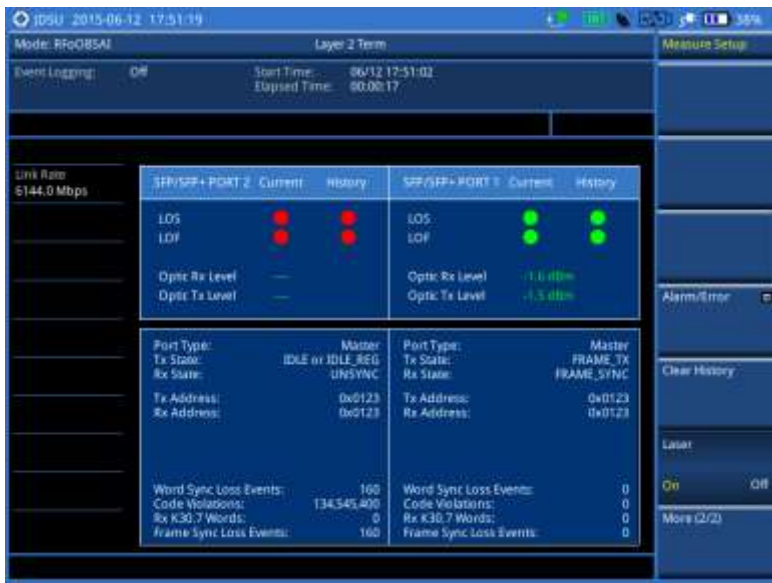 JDSU 2015-06-12 17:51:19
36%
Mode: RFoOBSAI Layer 2 Term
Measure Setup
Event Logging: Off Start Time: 06/12 17:51:02
Elapsed Time: 00:00:17
Link Rate
6144.0 Mbps
SFP/SFP+ PORT 2 Current History SFP/SFP+ PORT 1 Current History
LOS LOS
LOF LOF
Optic Rx Level --- Optic Rx Level -1.6 dBm
Optic Tx Level --- Optic Tx Level -1.5 dBm
Alarm/Error
Port Type: Master Port Type: Master
Tx State: IDLE or IDLE_REG Tx State: FRAME_TX
Rx State: UNSYNC Rx State: FRAME_SYNC
Clear History
Tx Address: 0x0123 Tx Address: 0x0123
Rx Address: 0x0123 Rx Address: 0x0123
Laser
On Off
Word Sync Loss Events: 160 Word Sync Loss Events: 0
Code Violations: 134,545,400 Code Violations: 0
Rx K30.7 Words: 0 Rx K30.7 Words: 0
Frame Sync Loss Events: 160 Frame Sync Loss Events: 0
More (2/2)